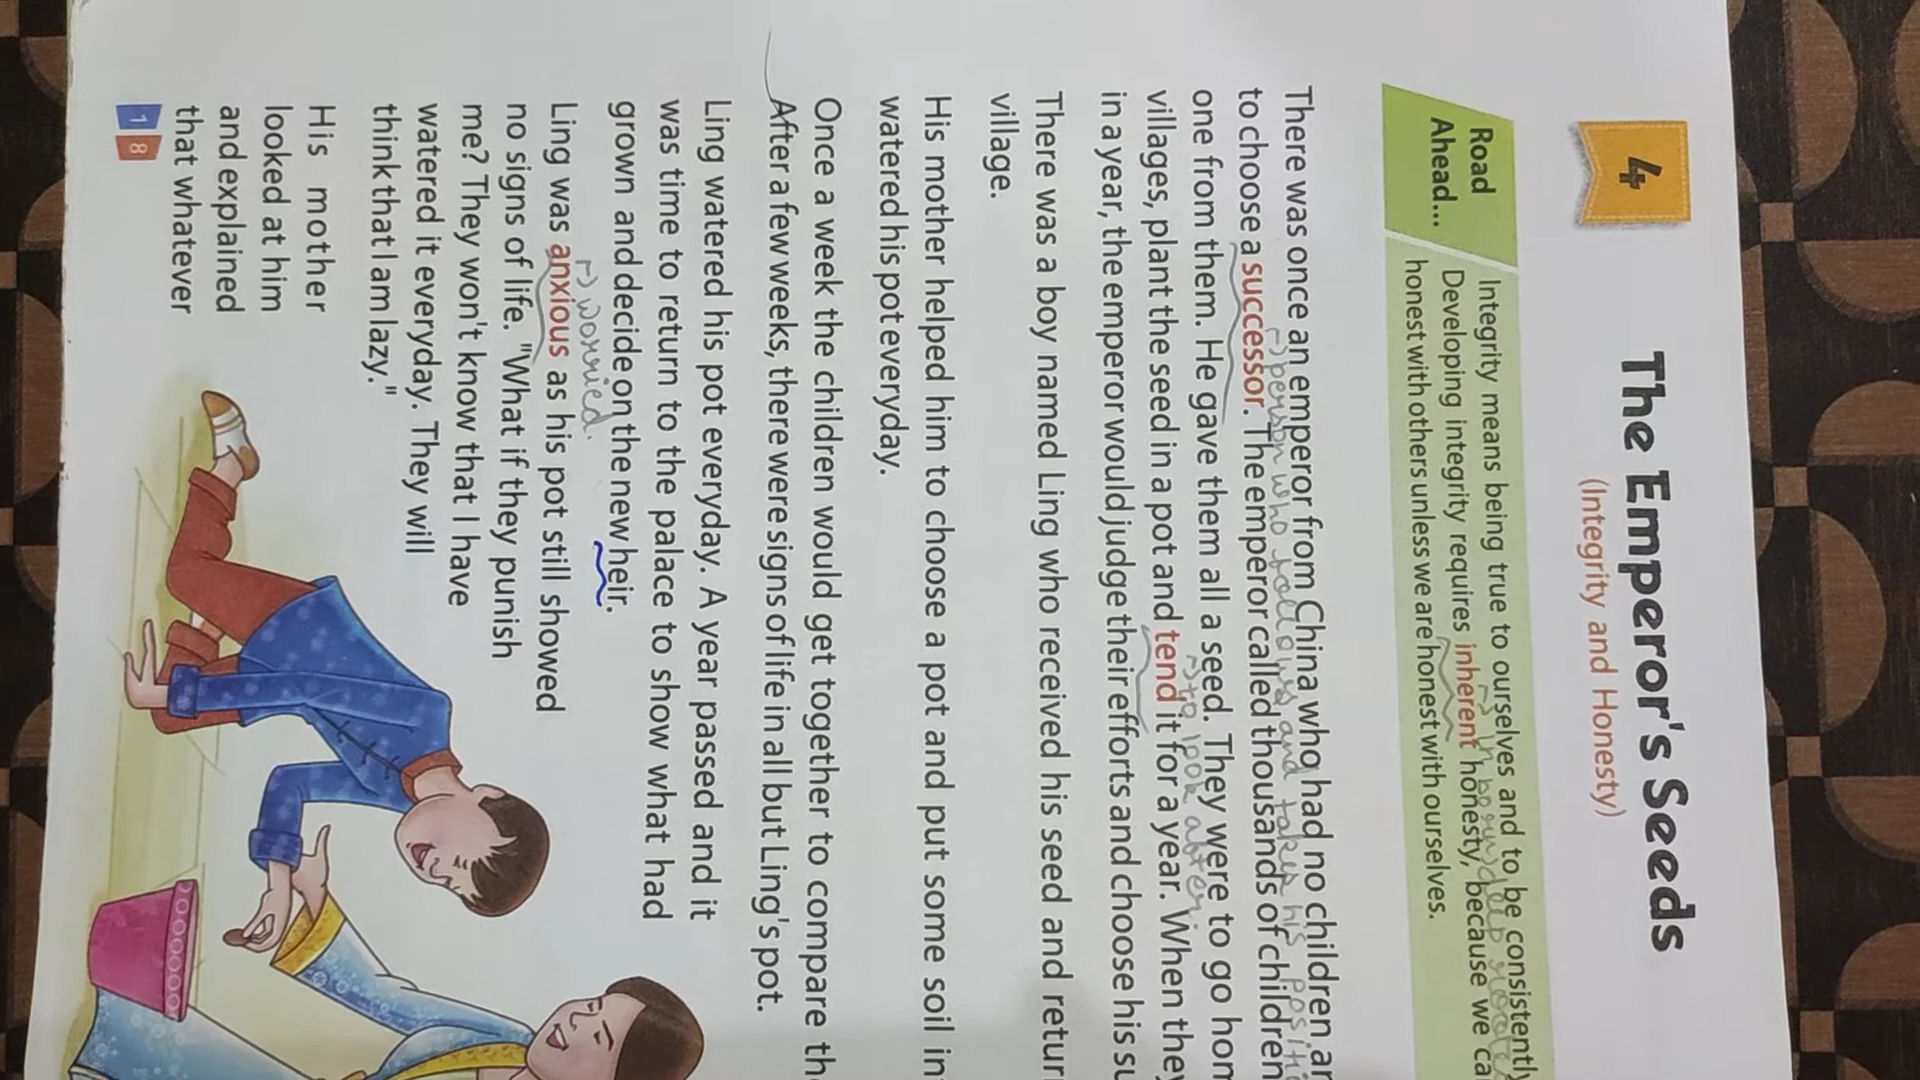 4
The Emperor's Seeds
(Integrity and Honesty)
Road
Ahead...
Integrity means being true to ourselves and to be consistently
inborn, deep rooted
Developing integrity requires inherent honesty, because we
honest with others unless we are honest with ourselves.
There was once an emperor from China who had no children
person who follows and takes his
to choose a successor. The emperor called thousands of children
one from them. He gave them all a seed. They were to go
to look after.
villages, plant the seed in a pot and tend it for a year. When they
in a year, the emperor would judge their efforts and choose his
There was a boy named Ling who received his seed and
village.
His mother helped him to choose a pot and put some soil
watered his pot everyday.
Once a week the children would get together to compare
After a few weeks, there were signs of life in all but Ling's pot.
Ling watered his pot everyday. A year passed and it
was time to return to the palace to show what had
grown and decide on the new heir.
worried.
Ling was anxious as his pot still showed
no signs of life. "What if they punish
me? They won't know that I have
watered it everyday. They will
think that I am lazy."
His mother
looked at him
and explained
that whatever
18